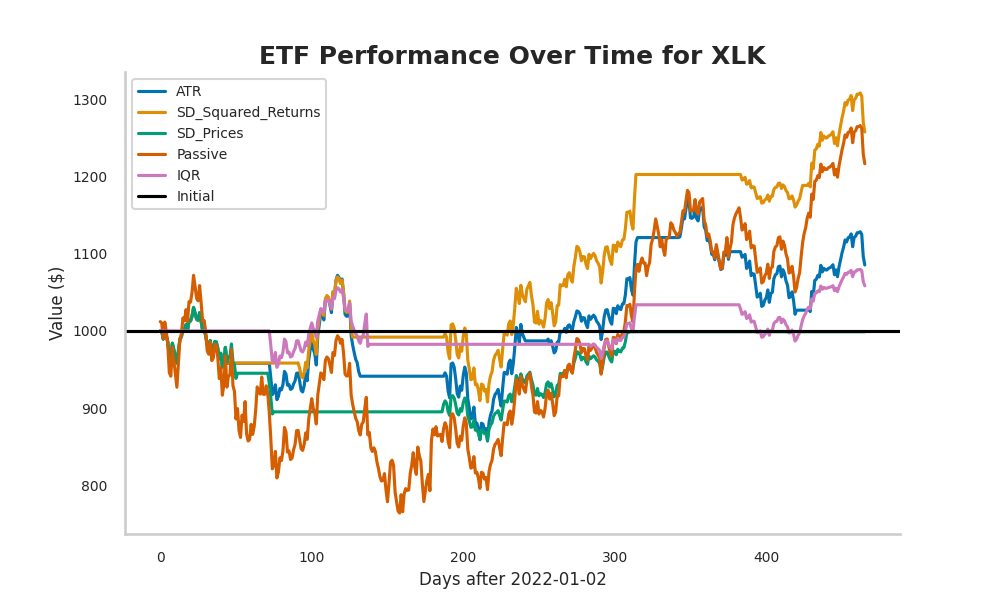 ETF Performance Over Time for XLK
ATR
SD_Squared_Returns
SD_Prices
Passive
IQR
Initial
1300
1200
1100
1000
900
800
Value ($)
0 100 200 300 400
Days after 2022-01-02